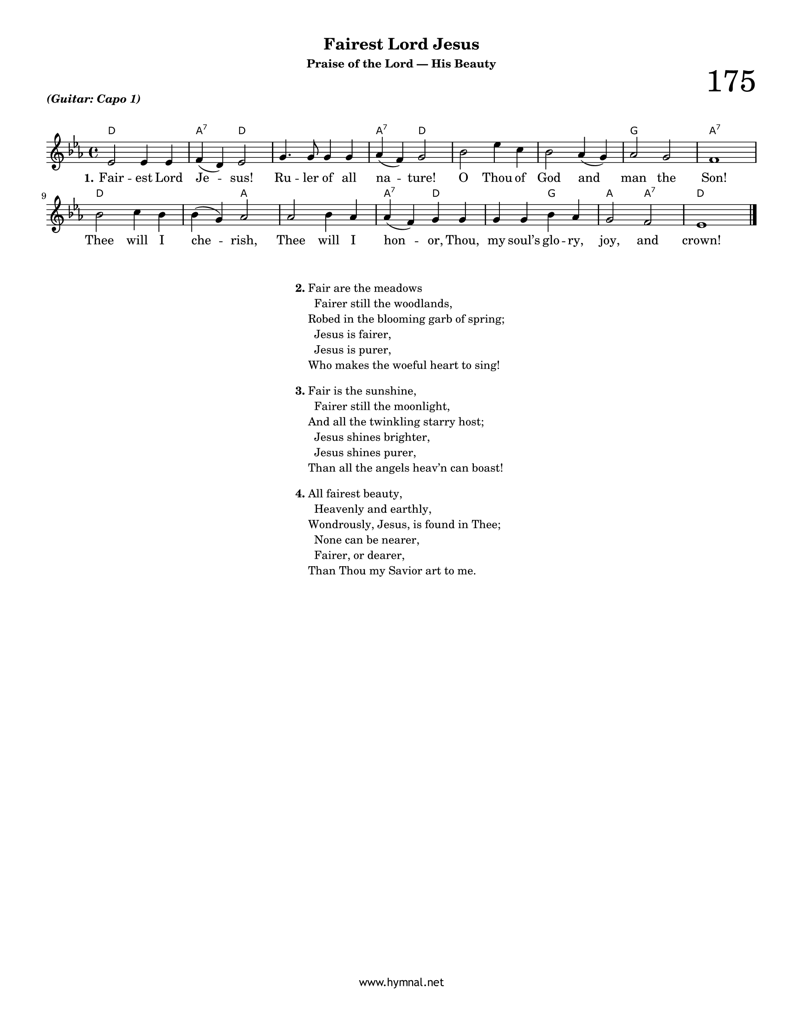 Fairest Lord Jesus
Praise of the Lord — His Beauty
175
(Guitar: Capo 1)
D A7 D A7 D G A7
1. Fair - est Lord Je - sus! Ru - ler of all na - ture! O Thou of God and man the Son!
9
D A A7 D G A A7 D
Thee will I che - rish, Thee will I hon - or, Thou, my soul's glo - ry, joy, and crown!
2. Fair are the meadows
Fairer still the woodlands,
Robed in the blooming garb of spring;
Jesus is fairer,
Jesus is purer,
Who makes the woeful heart to sing!
3. Fair is the sunshine,
Fairer still the moonlight,
And all the twinkling starry host;
Jesus shines brighter,
Jesus shines purer,
Than all the angels heav'n can boast!
4. All fairest beauty,
Heavenly and earthly,
Wondrously, Jesus, is found in Thee;
None can be nearer,
Fairer, or dearer,
Than Thou my Savior art to me.
www.hymnal.net